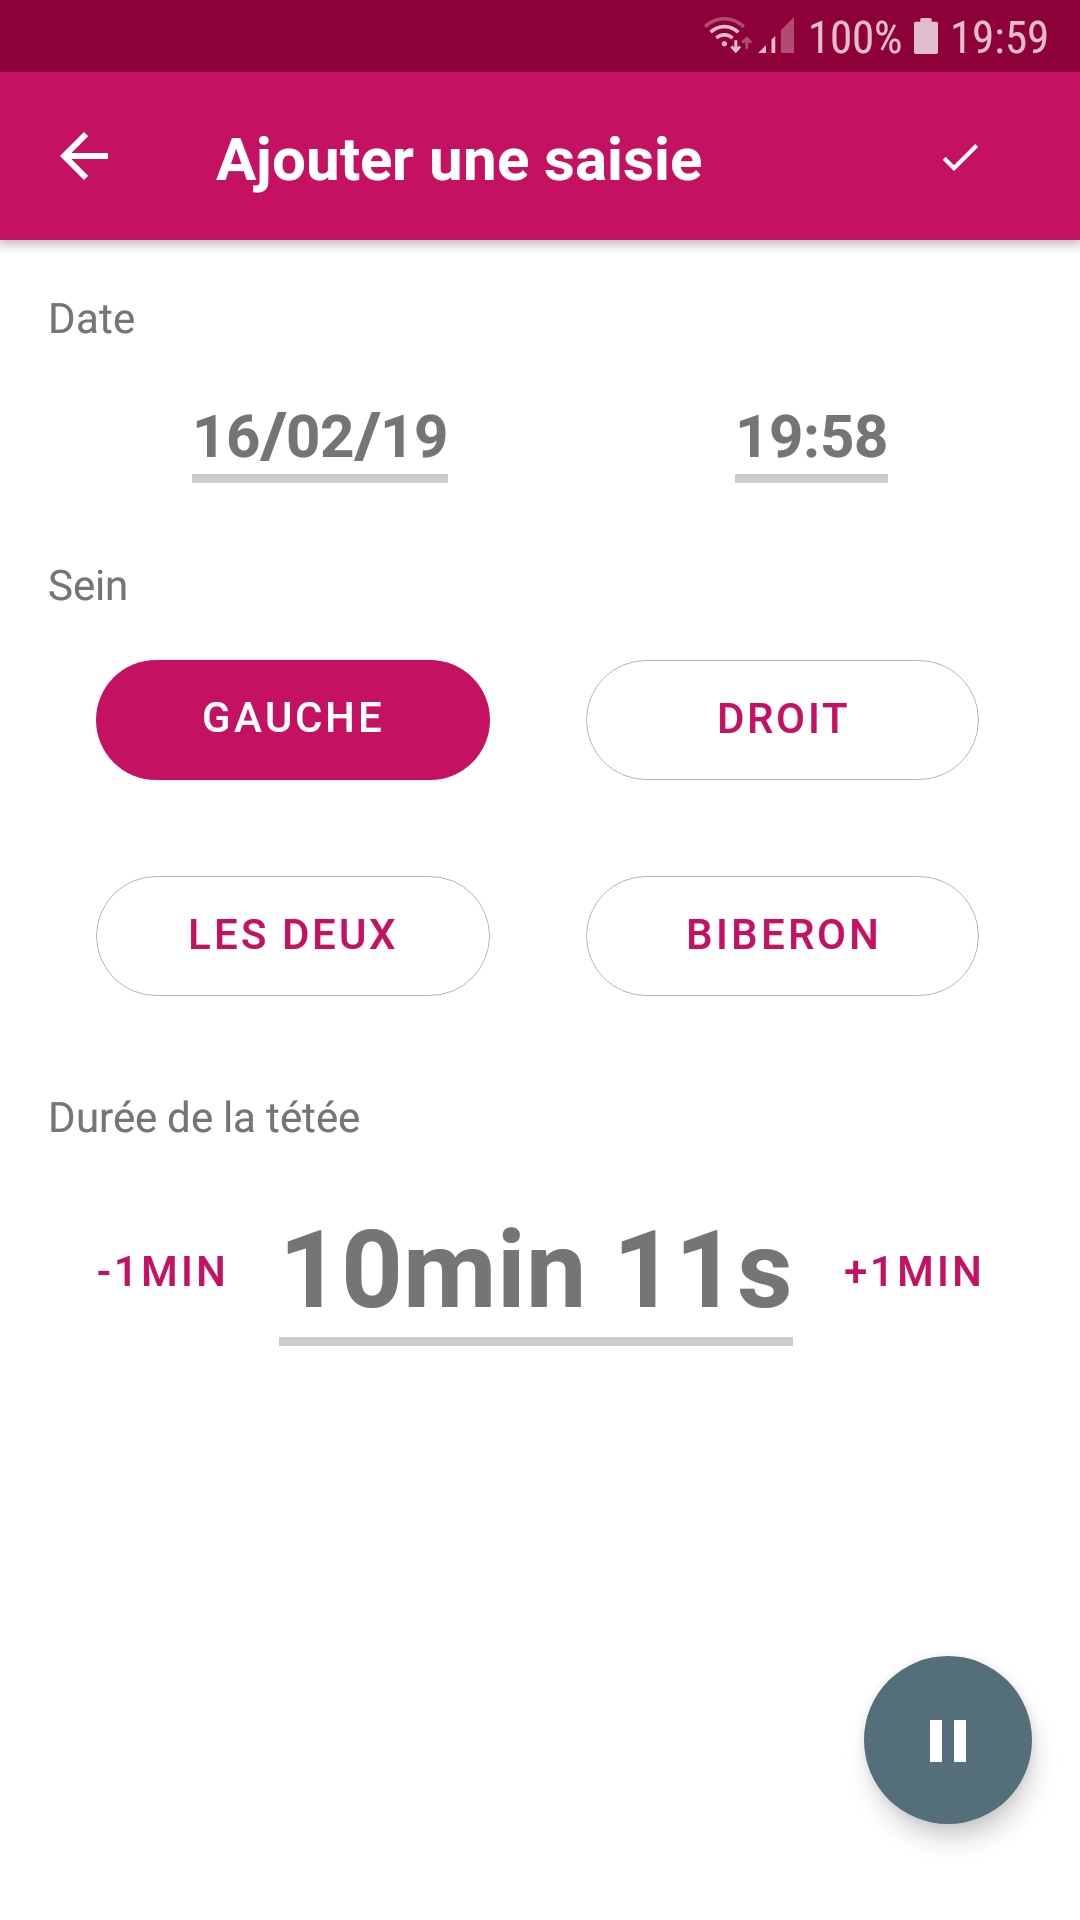 100% 19:59
Ajouter une saisie
Date
16/02/19 19:58
Sein
GAUCHE DROIT
LES DEUX BIBERON
Durée de la tétée
-1MIN 10min 11s +1MIN